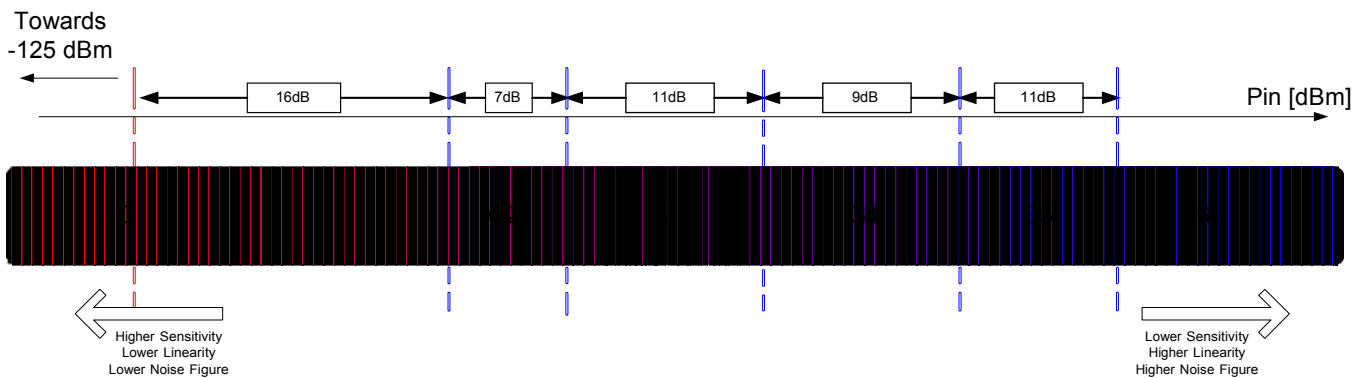 Towards
-125 dBm
16dB
7dB
11dB
9dB
11dB
Pin [dBm]
Higher Sensitivity
Lower Linearity
Lower Noise Figure
Lower Sensitivity
Higher Linearity
Higher Noise Figure